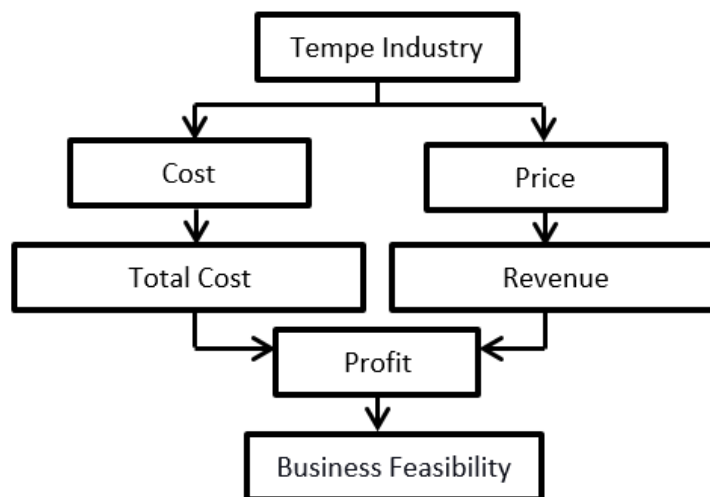 Tempe Industry
Cost
Price
Total Cost
Revenue
Profit
Business Feasibility